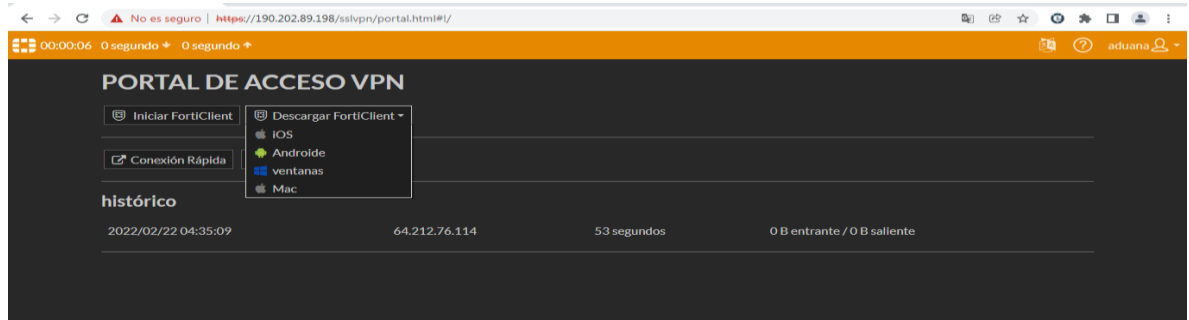 No es seguro | https://190.202.89.198/sslvpn/portal.html#!/
00:00:06 0 segundo 0 segundo aduana
PORTAL DE ACCESO VPN
Iniciar FortiClient Descargar FortiClient
iOS
Androide
Conexión Rápida
ventanas
Mac
histórico
2022/02/22 04:35:09 64.212.76.114 53 segundos 0 B entrante / 0 B saliente